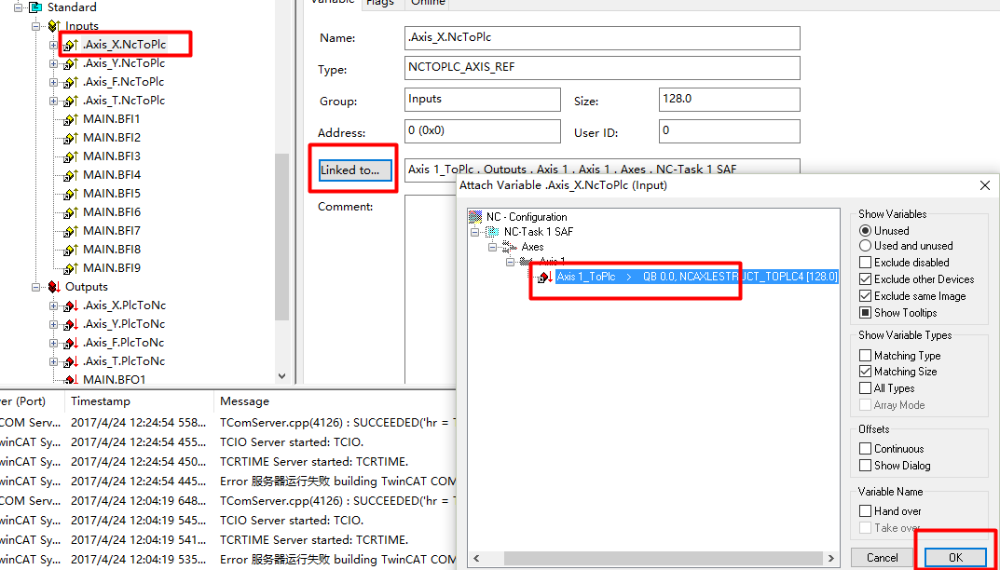 Standard
Inputs
.Axis_X.NcToPlc
.Axis_Y.NcToPlc
.Axis_F.NcToPlc
.Axis_T.NcToPlc
MAIN.BFI1
MAIN.BFI2
MAIN.BFI3
MAIN.BFI4
MAIN.BFI5
MAIN.BFI6
MAIN.BFI7
MAIN.BFI8
MAIN.BFI9
Outputs
.Axis_X.PlcToNc
.Axis_Y.PlcToNc
.Axis_F.PlcToNc
.Axis_T.PlcToNc
MAIN.BFO1
Variable Flags Online
Name: .Axis_X.NcToPlc
Type: NCTOPLC_AXIS_REF
Group: Inputs Size: 128.0
Address: 0 (0x0) User ID: 0
Linked to... Axis 1_ToPlc . Outputs . Axis 1 . Axis 1 . Axes . NC-Task 1 SAF
Comment:
Attach Variable .Axis_X.NcToPlc (Input)
NC - Configuration
NC-Task 1 SAF
Axes
Axis 1
Axis 1_ToPlc > QB 0.0, NCAXLESTRUCT_TOPLC4 [128.0]
Show Variables
Unused
Used and unused
Exclude disabled
Exclude other Devices
Exclude same Image
Show Tooltips
Show Variable Types
Matching Type
Matching Size
All Types
Array Mode
Offsets
Continuous
Show Dialog
Variable Name
Hand over
Take over
Cancel OK
ver (Port) Timestamp Message
COM Serv... 2017/4/24 12:24:54 558... TComServer.cpp(4126) : SUCCEEDED('hr = T
winCAT Sy... 2017/4/24 12:24:54 455... TCIO Server started: TCIO.
winCAT Sy... 2017/4/24 12:24:54 450... TCRTIME Server started: TCRTIME.
winCAT Sy... 2017/4/24 12:24:54 445... Error 服务器运行失败 building TwinCAT COM
COM Serv... 2017/4/24 12:04:19 648... TComServer.cpp(4126) : SUCCEEDED('hr = T
winCAT Sy... 2017/4/24 12:04:19 559... TCIO Server started: TCIO.
winCAT Sy... 2017/4/24 12:04:19 541... TCRTIME Server started: TCRTIME.
winCAT Sy... 2017/4/24 12:04:19 535... Error 服务器运行失败 building TwinCAT COM